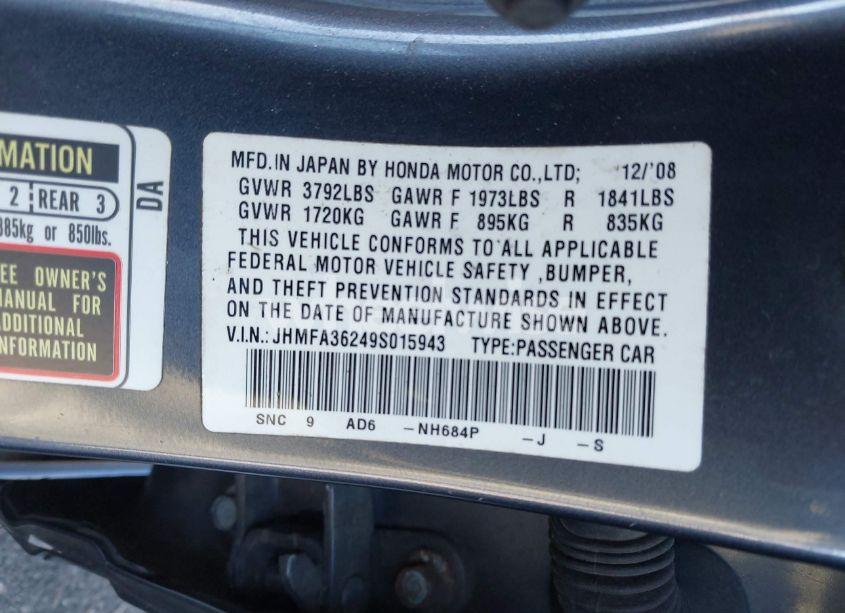 MATION
2 REAR 3
385kg or 850lbs.
EE OWNER'S
MANUAL FOR
ADDITIONAL
INFORMATION
DA
MFD.IN JAPAN BY HONDA MOTOR CO.,LTD; 12/'08
GVWR 3792LBS GAWR F 1973LBS R 1841LBS
GVWR 1720KG GAWR F 895KG R 835KG
THIS VEHICLE CONFORMS TO ALL APPLICABLE
FEDERAL MOTOR VEHICLE SAFETY ,BUMPER,
AND THEFT PREVENTION STANDARDS IN EFFECT
ON THE DATE OF MANUFACTURE SHOWN ABOVE.
V.I.N.: JHMFA36249S015943 TYPE:PASSENGER CAR
SNC 9 AD6 -NH684P -J -S